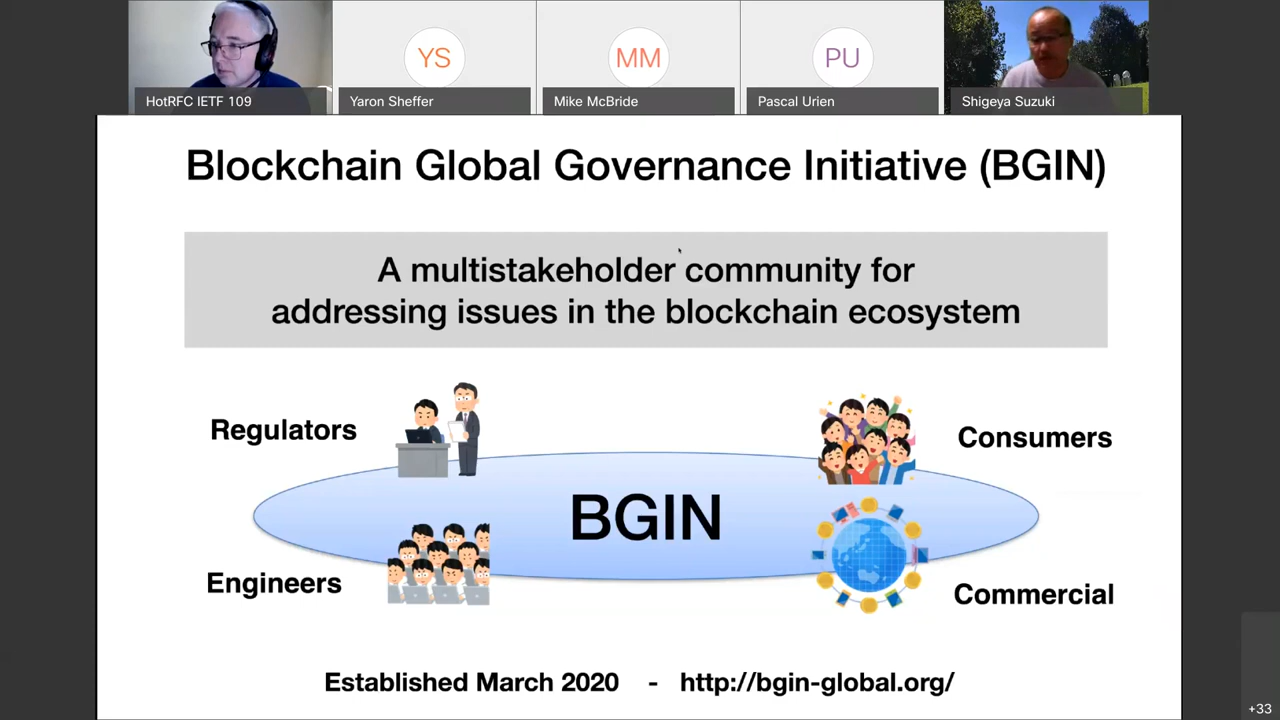 YS
MM
PU
HotRFC IETF 109
Yaron Sheffer
Mike McBride
Pascal Urien
Shigeya Suzuki
Blockchain Global Governance Initiative (BGIN)
A multistakeholder community for
addressing issues in the blockchain ecosystem
Regulators
Consumers
BGIN
Engineers
Commercial
Established March 2020 - http://bgin-global.org/
+33